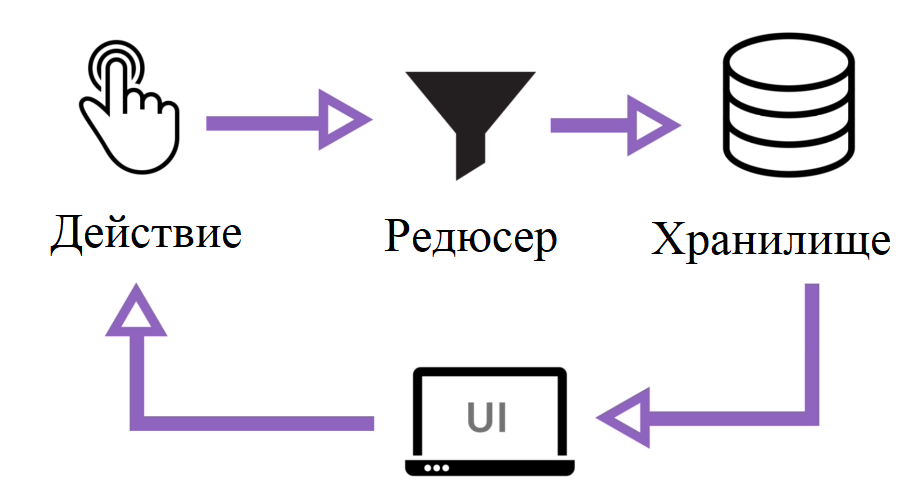 Действие
Редюсер
Хранилище
UI